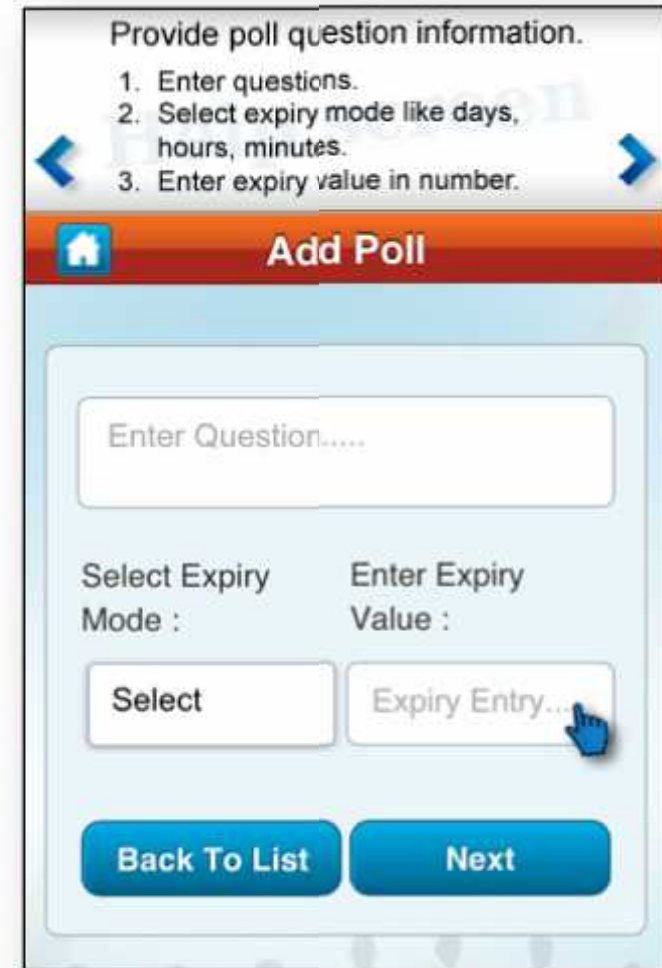 Provide poll question information.
1. Enter questions.
2. Select expiry mode like days,
hours, minutes.
3. Enter expiry value in number.
Add Poll
Enter Question.....
Select Expiry
Mode :
Enter Expiry
Value :
Select
Expiry Entry...
Back To List
Next